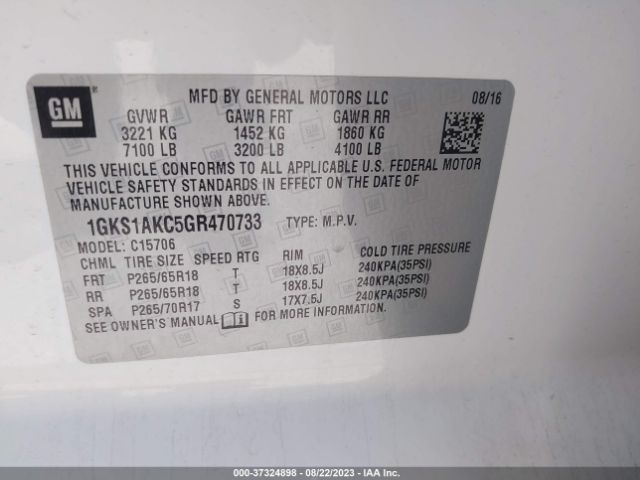 GM
MFD BY GENERAL MOTORS LLC 08/16
GVWR GAWR FRT GAWR RR
3221 KG 1452 KG 1860 KG
7100 LB 3200 LB 4100 LB
THIS VEHICLE CONFORMS TO ALL APPLICABLE U.S. FEDERAL MOTOR
VEHICLE SAFETY STANDARDS IN EFFECT ON THE DATE OF
MANUFACTURE SHOWN ABOVE.
1GKS1AKC5GR470733 TYPE: M.P.V.
MODEL: C15706
CHML TIRE SIZE SPEED RTG RIM COLD TIRE PRESSURE
FRT P265/65R18 T 18X8.5J 240KPA(35PSI)
RR P265/65R18 T 18X8.5J 240KPA(35PSI)
SPA P265/70R17 S 17X7.5J 240KPA(35PSI)
SEE OWNER'S MANUAL FOR MORE INFORMATION.
000-37324898 - 08/22/2023 - COPYRIGHT IAA